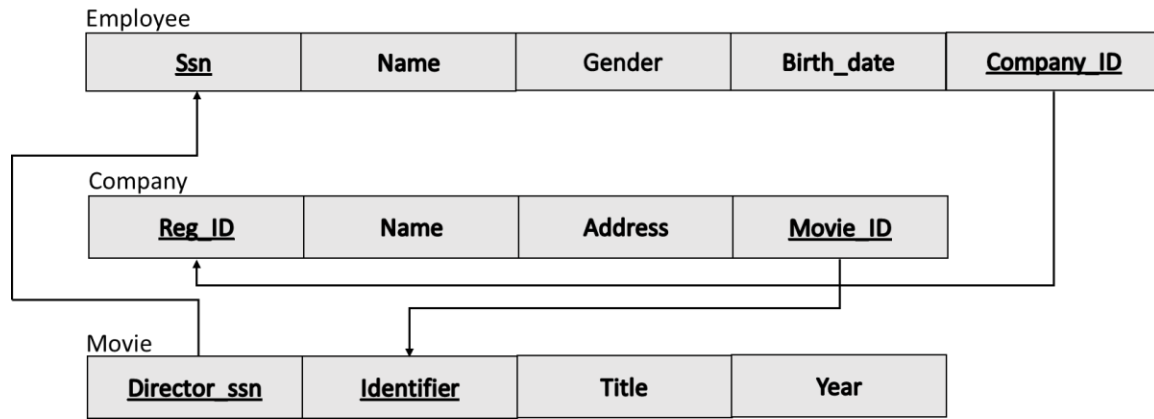 Employee
Ssn Name Gender Birth_date Company_ID
Company
Reg_ID Name Address Movie_ID
Movie
Director_ssn Identifier Title Year